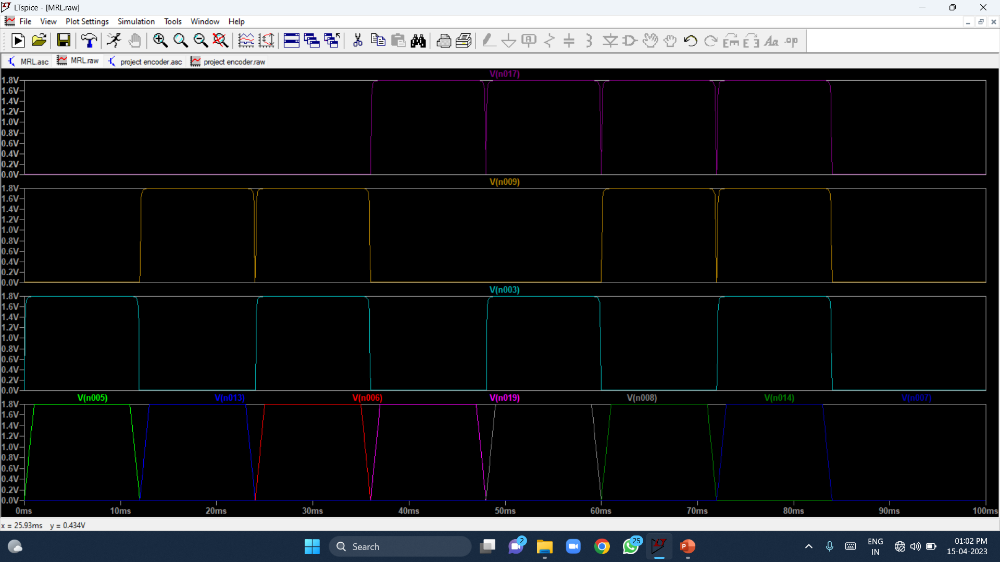 LTspice - [MRL.raw]
File View Plot Settings Simulation Tools Window Help
MRL.asc MRL.raw project encoder.asc project encoder.raw
V(n017)
1.8V
1.6V
1.4V
1.2V
1.0V
0.8V
0.6V
0.4V
0.2V
0.0V
V(n009)
1.8V
1.6V
1.4V
1.2V
1.0V
0.8V
0.6V
0.4V
0.2V
0.0V
V(n003)
1.8V
1.6V
1.4V
1.2V
1.0V
0.8V
0.6V
0.4V
0.2V
0.0V
V(n005) V(n013) V(n006) V(n019) V(n008) V(n014) V(n007)
1.8V
1.6V
1.4V
1.2V
1.0V
0.8V
0.6V
0.4V
0.2V
0.0V
0ms 10ms 20ms 30ms 40ms 50ms 60ms 70ms 80ms 90ms 100ms
x = 25.93ms y = 0.434V
Search 2 25 P ENG 01:02 PM
IN 15-04-2023